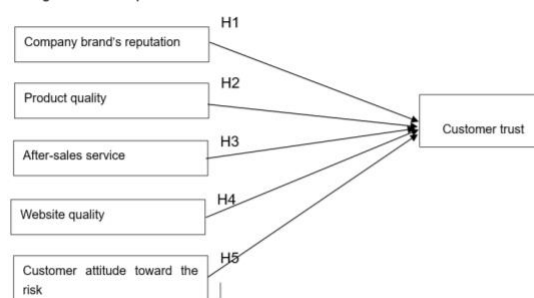 H1
Company brand's reputation
H2
Product quality
H3
After-sales service
Customer trust
H4
Website quality
H5
Customer attitude toward the
risk